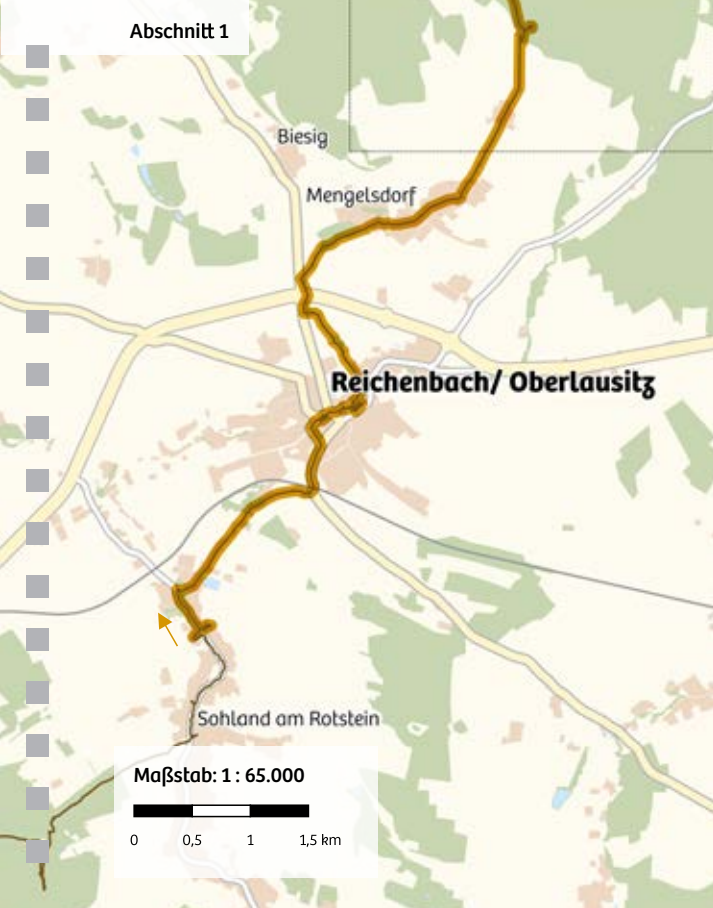 Abschnitt 1
Biesig
Mengelsdorf
Reichenbach/ Oberlausitz
Sohland am Rotstein
Maßstab: 1 : 65.000
0 0,5 1 1,5 km